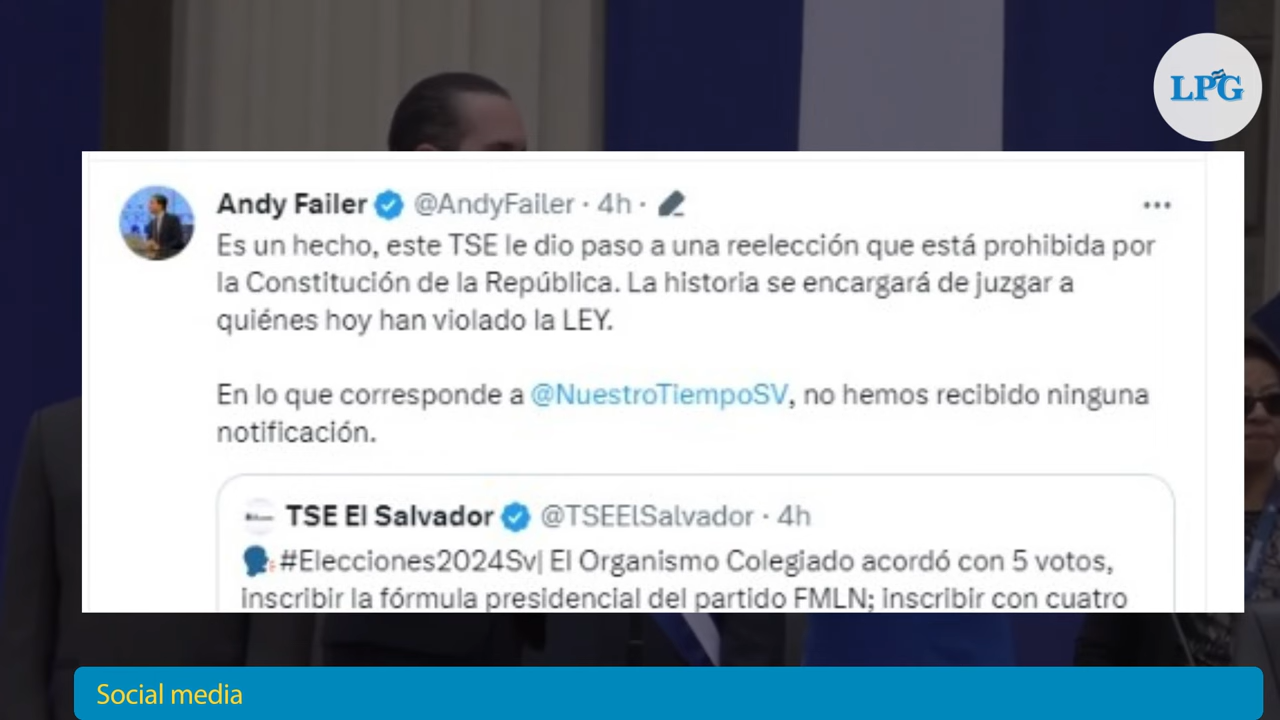 LPG
Andy Failer @AndyFailer · 4h ·
Es un hecho, este TSE le dio paso a una reelección que está prohibida por
la Constitución de la República. La historia se encargará de juzgar a
quiénes hoy han violado la LEY.
En lo que corresponde a @NuestroTiempoSV, no hemos recibido ninguna
notificación.
TSE El Salvador @TSEElSalvador · 4h
#Elecciones2024Sv| El Organismo Colegiado acordó con 5 votos,
inscribir la fórmula presidencial del partido FMLN; inscribir con cuatro
Social media